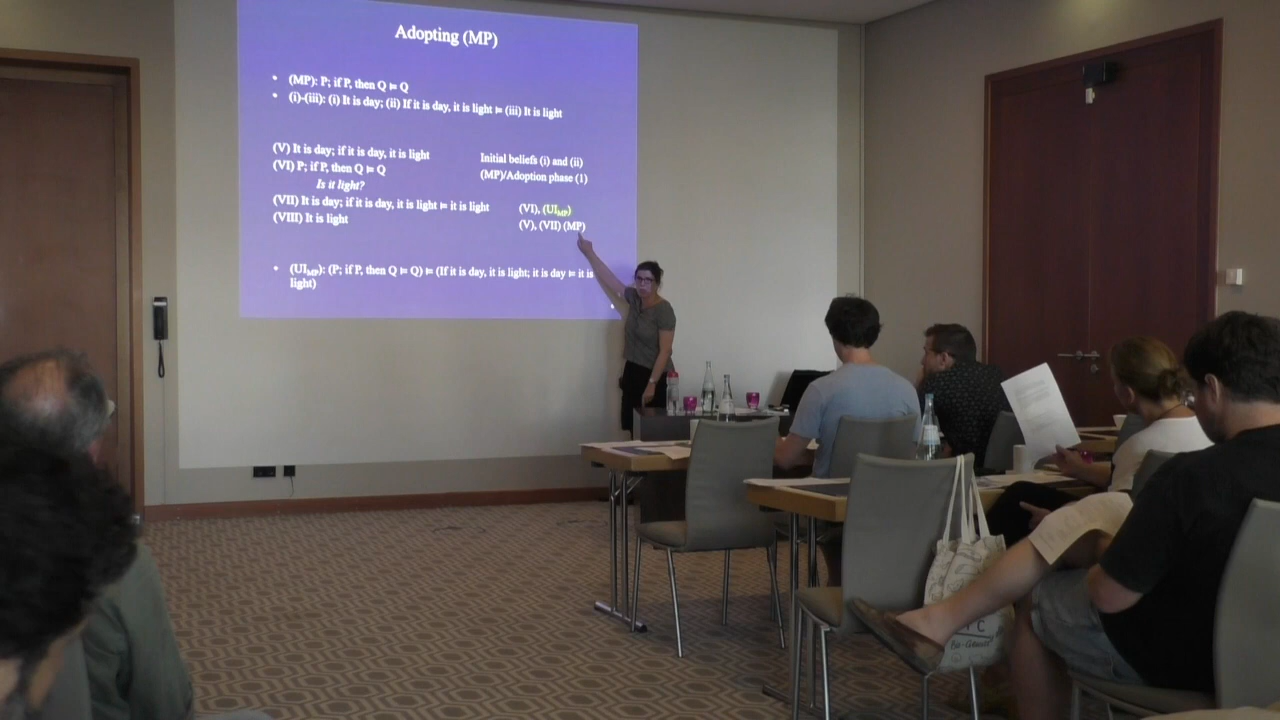 Adopting (MP)
• (MP): P; if P, then Q ⊨ Q
• (i)-(iii): (i) It is day; (ii) If it is day, it is light ⊨ (iii) It is light
(V) It is day; if it is day, it is light Initial beliefs (i) and (ii)
(VI) P; if P, then Q ⊨ Q (MP)/Adoption phase (1)
Is it light?
(VII) It is day; if it is day, it is light ⊨ it is light (VI), (UI_MP)
(VIII) It is light (V), (VII) (MP)
• (UI_MP): (P; if P, then Q ⊨ Q) ⊨ (If it is day, it is light; it is day ⊨ it is
light)